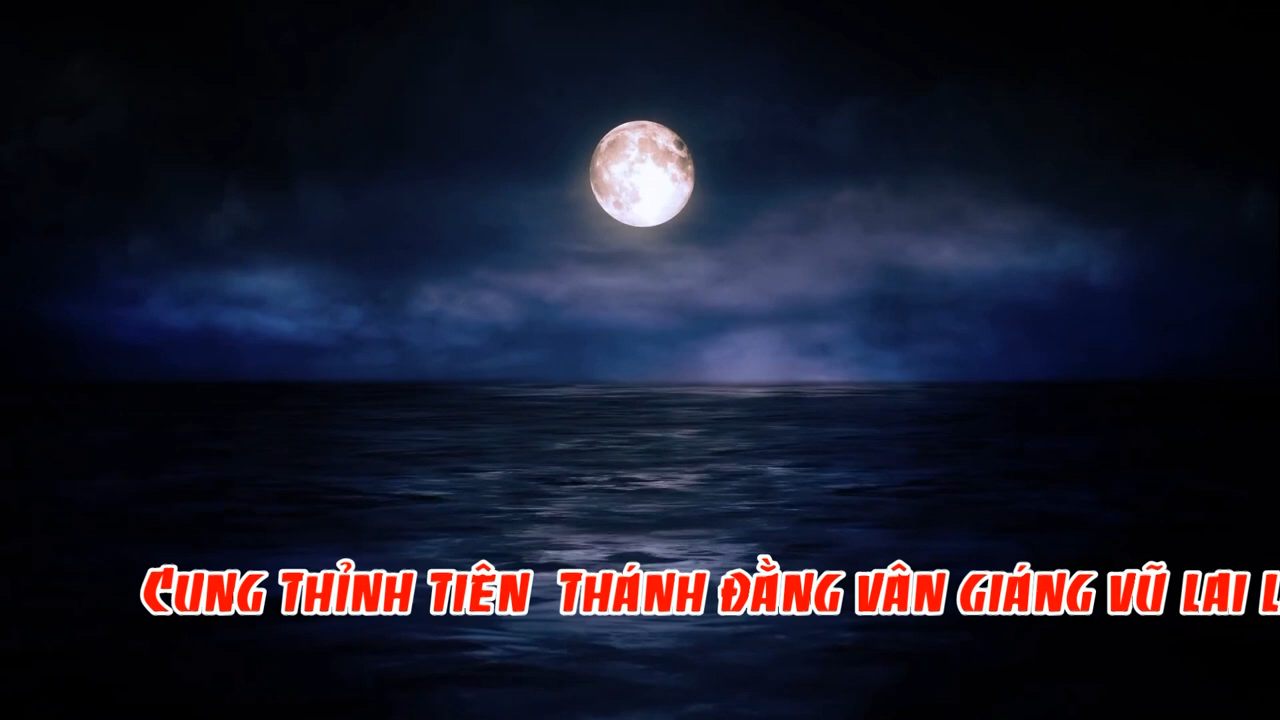 CUNG THỈNH TIÊN THÁNH ĐẰNG VÂN GIÁNG VŨ LAI